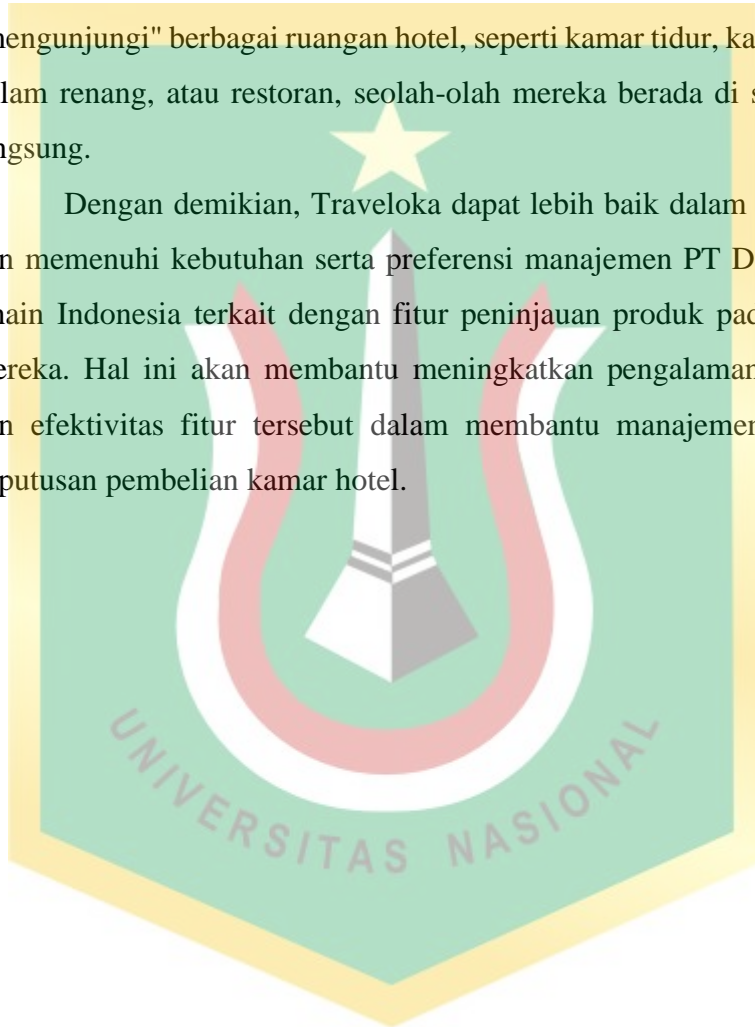 mengunjungi" berbagai ruangan hotel, seperti kamar tidur, ka
lam renang, atau restoran, seolah-olah mereka berada di s
ngsung.
Dengan demikian, Traveloka dapat lebih baik dalam
n memenuhi kebutuhan serta preferensi manajemen PT D
hain Indonesia terkait dengan fitur peninjauan produk pad
ereka. Hal ini akan membantu meningkatkan pengalaman
n efektivitas fitur tersebut dalam membantu manajemen
putusan pembelian kamar hotel.
UNIVERSITAS NASIONAL